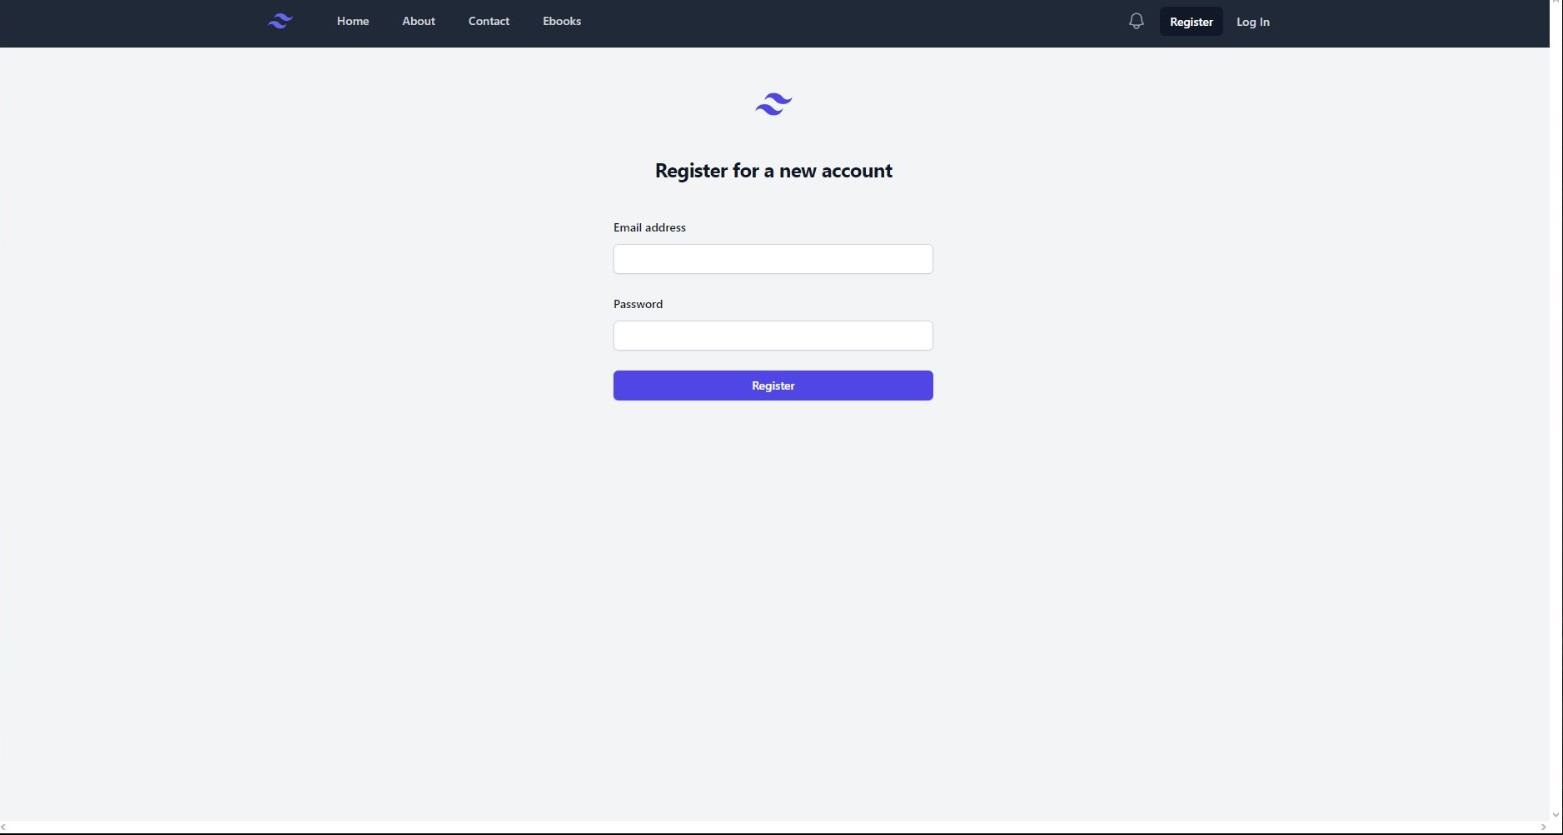 Home About Contact Ebooks Register Log In
Register for a new account
Email address
Password
Register